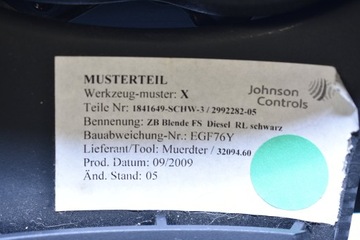 MUSTERTEIL
Werkzeug-muster: X
Johnson Controls
Teile Nr: 1841649-SCHW-3 / 2992282-05
Benennung: ZB Blende FS Diesel RL schwarz
Bauabweichung-Nr.: EGF76Y
Lieferant/Tool: Muerdter / 32094.60
Prod. Datum: 09/2009
Änd. Stand: 05